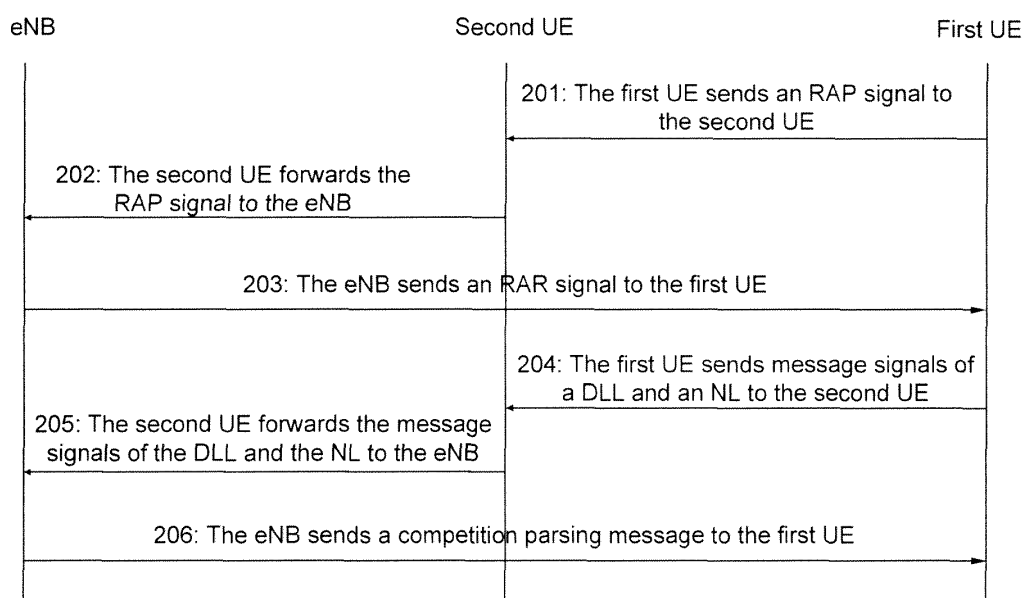 eNB
Second UE
First UE
201: The first UE sends an RAP signal to
the second UE
202: The second UE forwards the
RAP signal to the eNB
203: The eNB sends an RAR signal to the first UE
204: The first UE sends message signals of
a DLL and an NL to the second UE
205: The second UE forwards the message
signals of the DLL and the NL to the eNB
206: The eNB sends a competition parsing message to the first UE